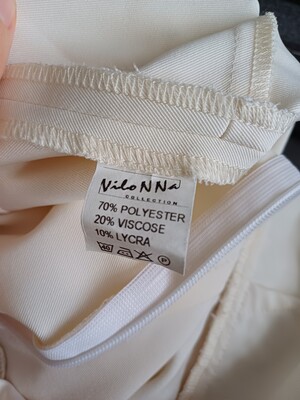 NiloNNa
COLLECTION
70% POLYESTER
20% VISCOSE
10% LYCRA